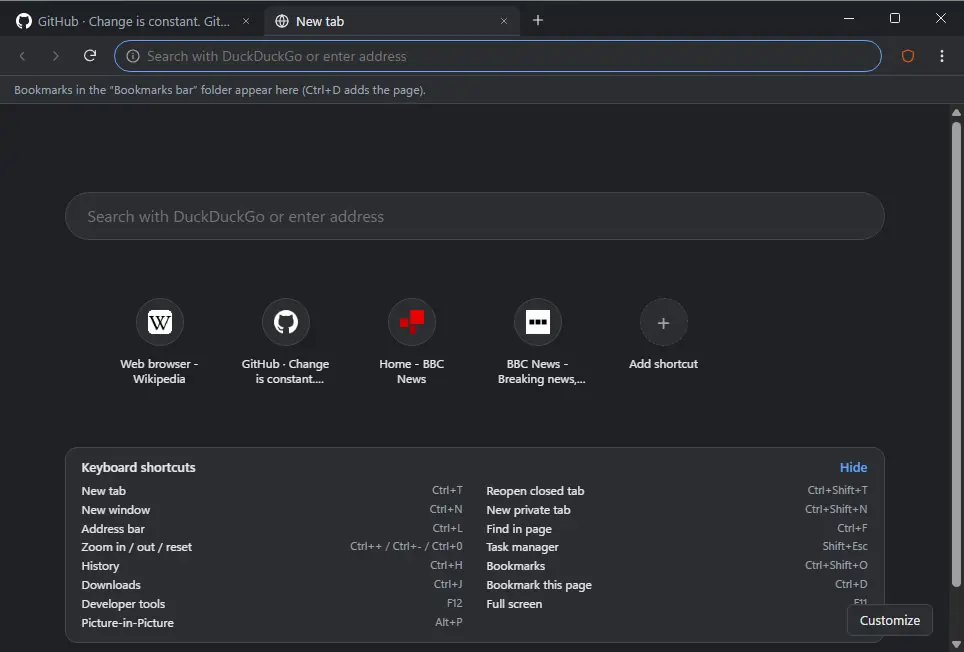 GitHub · Change is constant. Git...
New tab
Search with DuckDuckGo or enter address
Bookmarks in the "Bookmarks bar" folder appear here (Ctrl+D adds the page).
Search with DuckDuckGo or enter address
W
Web browser -
Wikipedia
GitHub · Change
is constant....
Home - BBC
News
BBC News -
Breaking news,...
Add shortcut
Keyboard shortcuts
Hide
New tab Ctrl+T
Reopen closed tab Ctrl+Shift+T
New window Ctrl+N
New private tab Ctrl+Shift+N
Address bar Ctrl+L
Find in page Ctrl+F
Zoom in / out / reset Ctrl++ / Ctrl+- / Ctrl+0
Task manager Shift+Esc
History Ctrl+H
Bookmarks Ctrl+Shift+O
Downloads Ctrl+J
Bookmark this page Ctrl+D
Developer tools F12
Full screen F11
Picture-in-Picture Alt+P
Customize